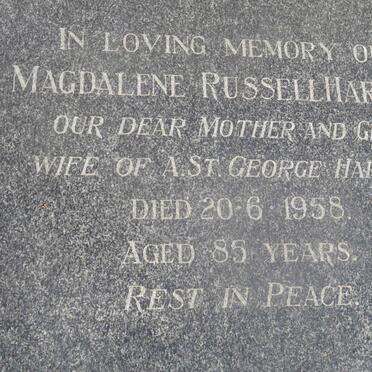 IN LOVING MEMORY O
MAGDALENE RUSSELL HAR
OUR DEAR MOTHER AND G
WIFE OF A. ST. GEORGE HA
DIED 20·6·1958.
AGED 85 YEARS.
REST IN PEACE.